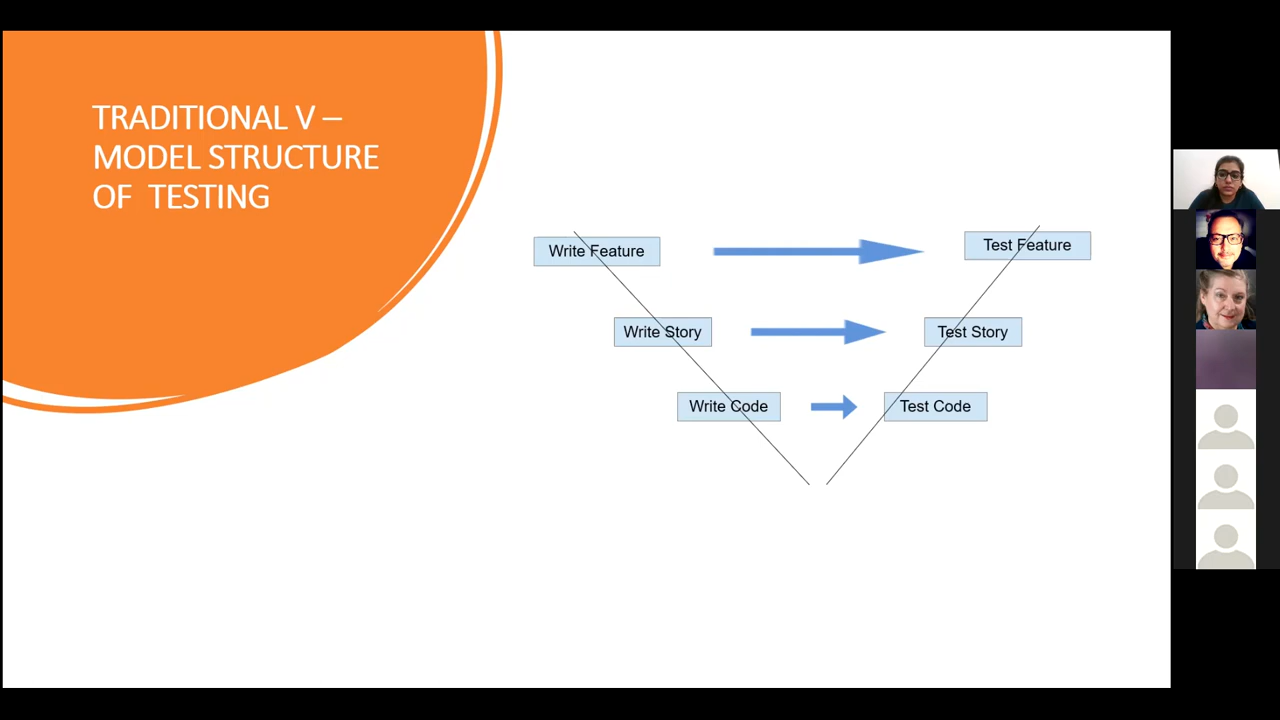 TRADITIONAL V –
MODEL STRUCTURE
OF TESTING
Write Feature
Test Feature
Write Story
Test Story
Write Code
Test Code